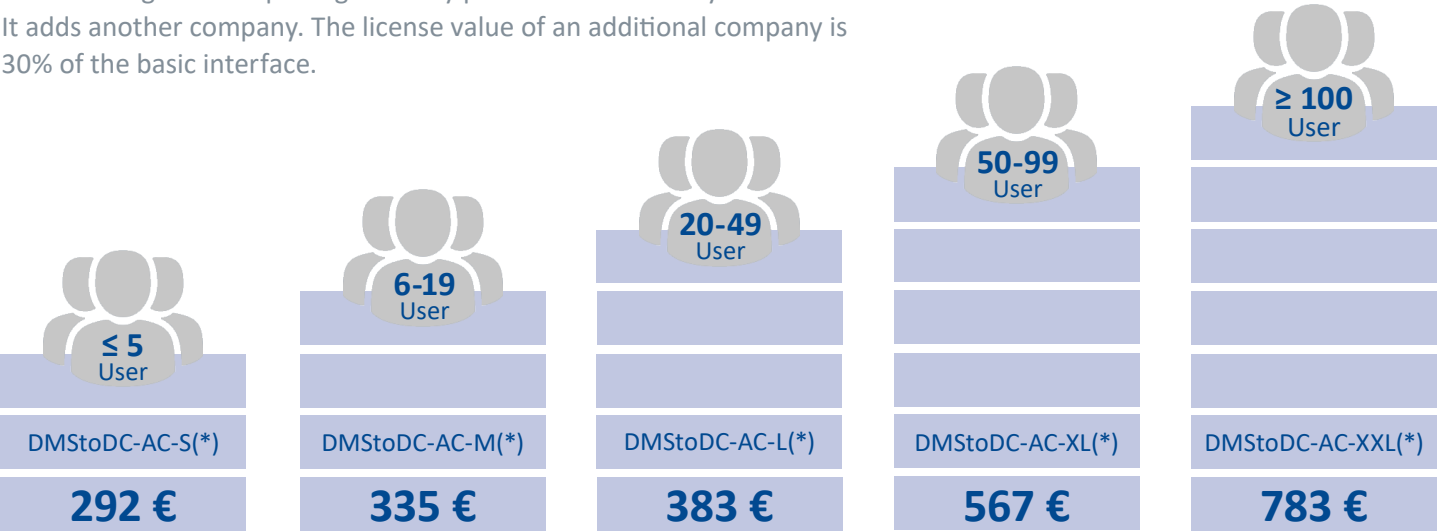 It adds another company. The license value of an additional company is
30% of the basic interface.
≥ 100
User
50-99
User
20-49
User
6-19
User
≤ 5
User
DMStoDC-AC-S(*)
DMStoDC-AC-M(*)
DMStoDC-AC-L(*)
DMStoDC-AC-XL(*)
DMStoDC-AC-XXL(*)
292 €
335 €
383 €
567 €
783 €